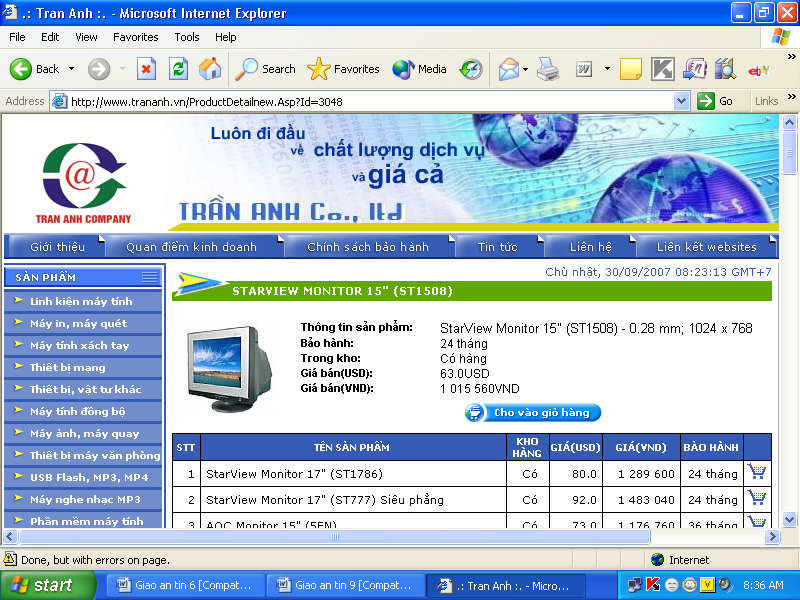 .: Tran Anh :. - Microsoft Internet Explorer
File Edit View Favorites Tools Help
Back Search Favorites Media
Address http://www.trananh.vn/ProductDetailnew.Asp?Id=3048 Go Links
Luôn đi đầu
về chất lượng dịch vụ
và giá cả
@
TRAN ANH COMPANY
TRẦN ANH Co., ltd
Giới thiệu Quan điểm kinh doanh Chính sách bảo hành Tin tức Liên hệ Liên kết websites
Chủ nhật, 30/09/2007 08:23:13 GMT+7
SẢN PHẨM
Linh kiện máy tính
Máy in, máy quét
Máy tính xách tay
Thiết bị mạng
Thiết bị, vật tư khác
Máy tính đồng bộ
Máy ảnh, máy quay
Thiết bị máy văn phòng
USB Flash, MP3, MP4
Máy nghe nhạc MP3
Phần mềm máy tính
STARVIEW MONITOR 15" (ST1508)
Thông tin sản phẩm: StarView Monitor 15" (ST1508) - 0.28 mm; 1024 x 768
Bảo hành: 24 tháng
Trong kho: Có hàng
Giá bán(USD): 63.0USD
Giá bán(VND): 1 015 560VND
Cho vào giỏ hàng
STT TÊN SẢN PHẨM KHO HÀNG GIÁ(USD) GIÁ(VND) BẢO HÀNH
1 StarView Monitor 17" (ST1786) Có 80.0 1 289 600 24 tháng
2 StarView Monitor 17" (ST777) Siêu phẳng Có 92.0 1 483 040 24 tháng
3 AOC Monitor 15" (5EN) Có 73.0 1 176 760 36 tháng
Done, but with errors on page. Internet
start Giao an tin 6 [Compat... Giao an tin 9 [Compat... .: Tran Anh :. - Micro... 8:36 AM